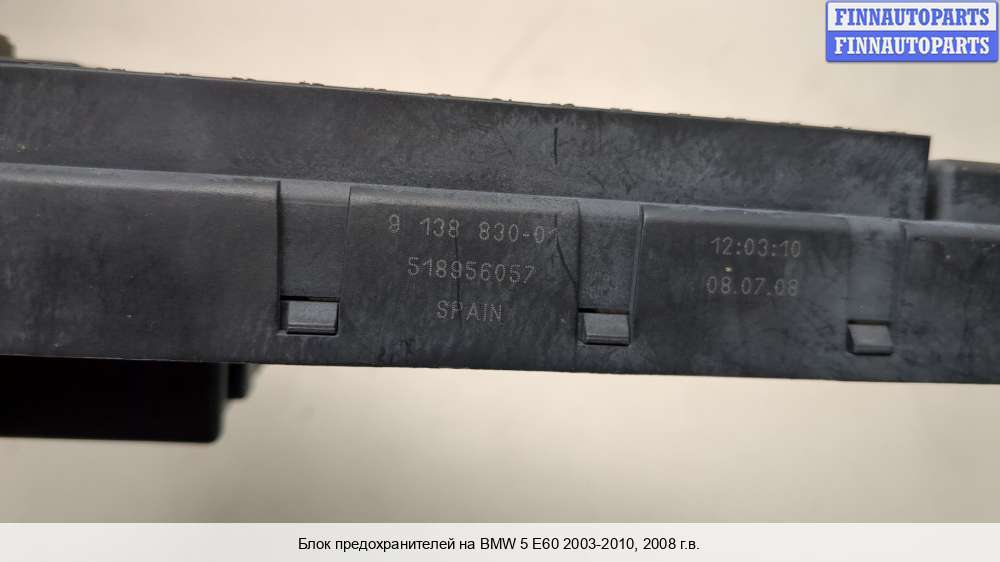 FINNAUTOPARTS
FINNAUTOPARTS
9 138 830-01
518956057
SPAIN
12:03:10
08.07.08
Блок предохранителей на BMW 5 E60 2003-2010, 2008 г.в.